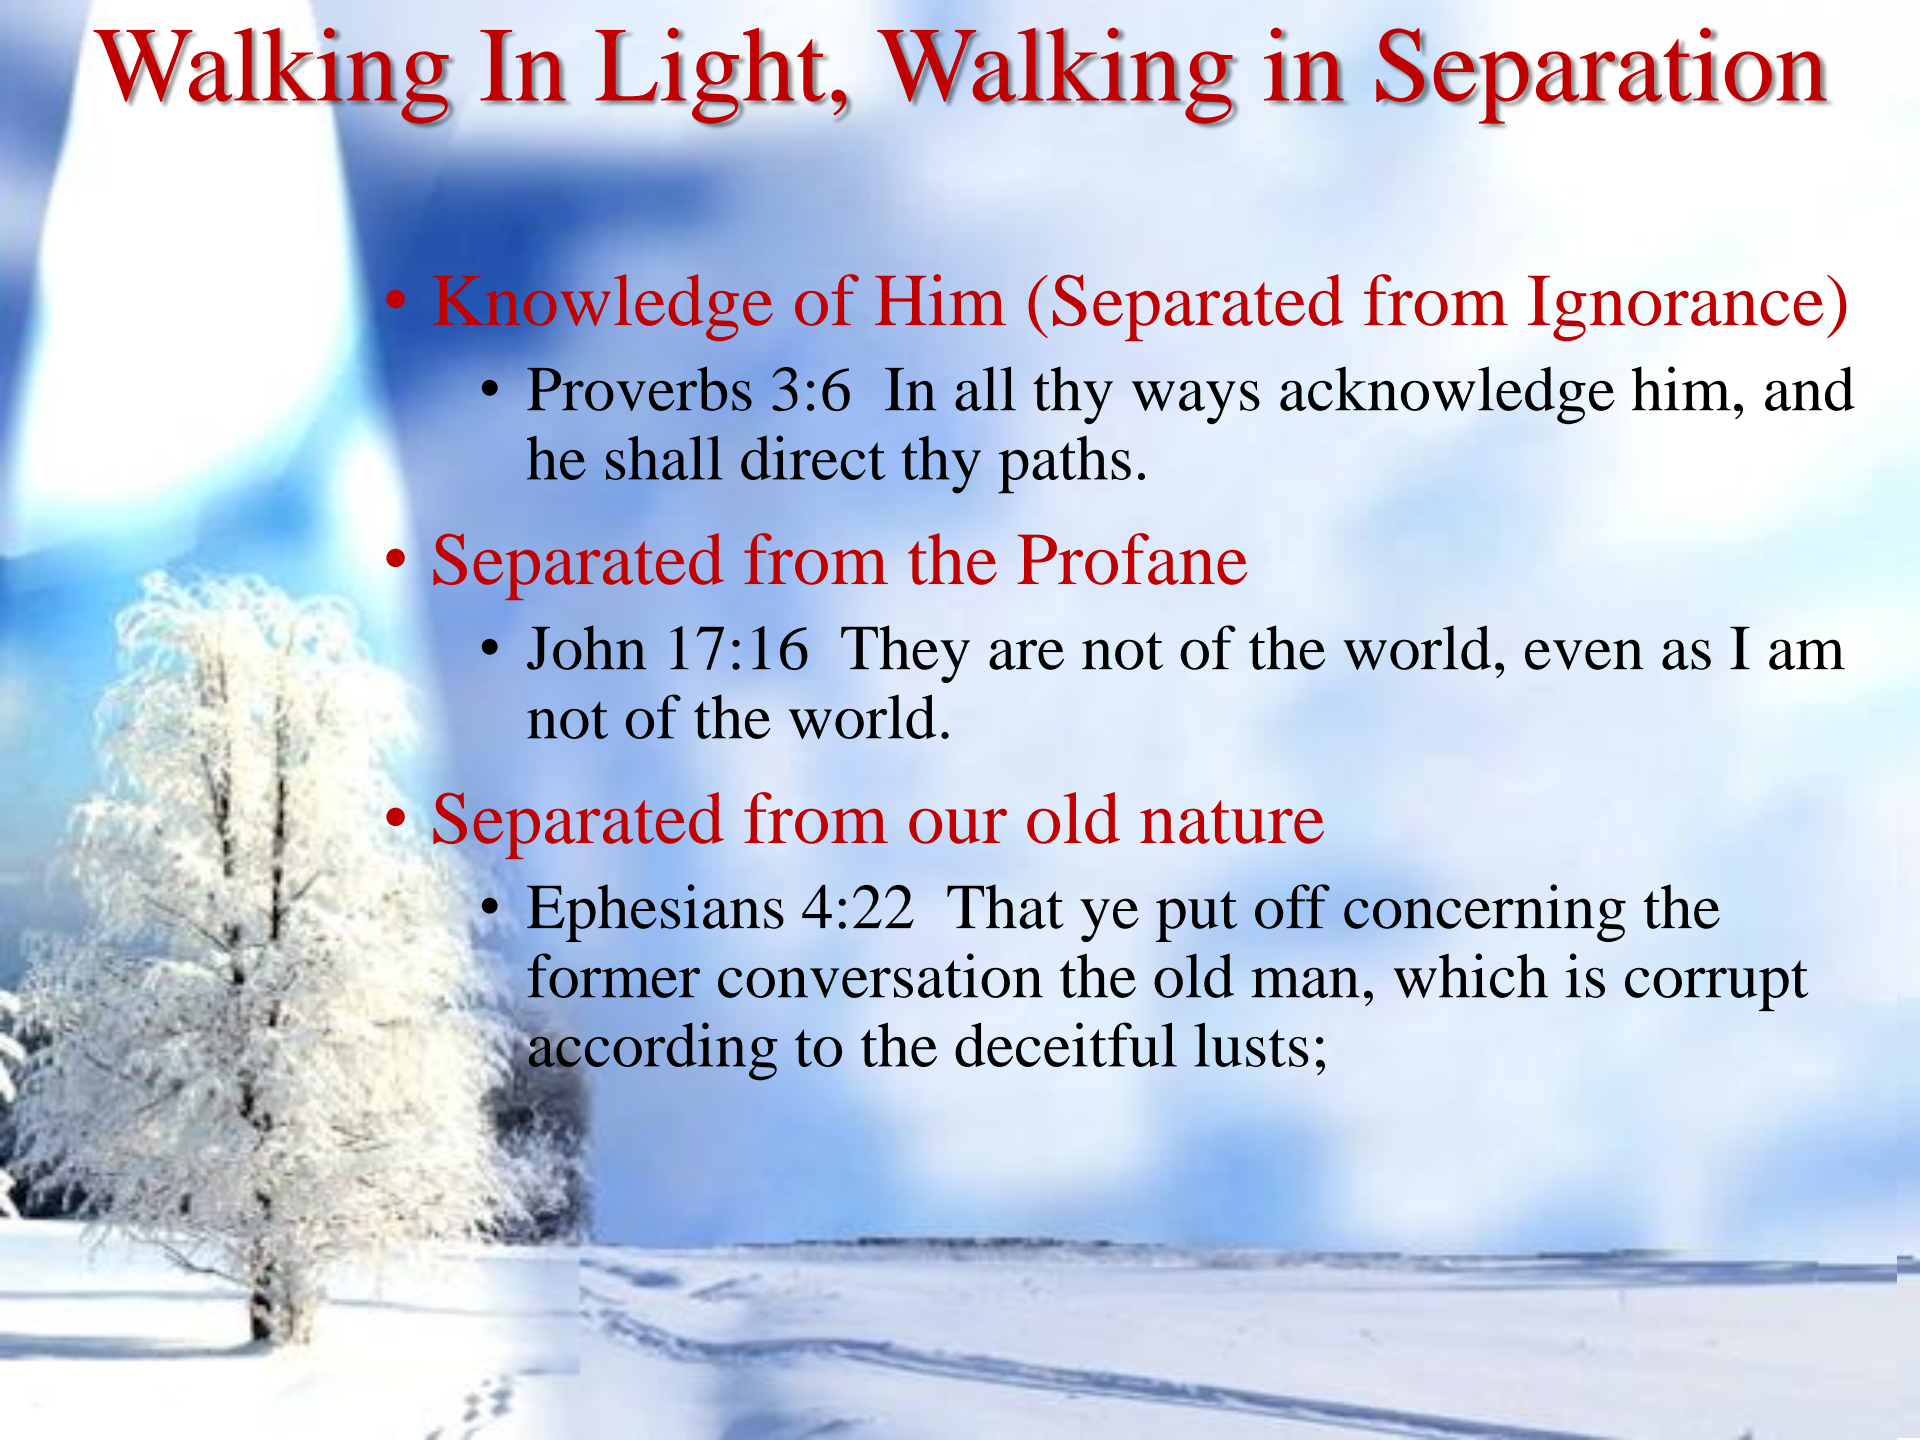 Walking In Light, Walking in Separation
• Knowledge of Him (Separated from Ignorance)
• Proverbs 3:6  In all thy ways acknowledge him, and
he shall direct thy paths.
• Separated from the Profane
• John 17:16  They are not of the world, even as I am
not of the world.
• Separated from our old nature
• Ephesians 4:22  That ye put off concerning the
former conversation the old man, which is corrupt
according to the deceitful lusts;